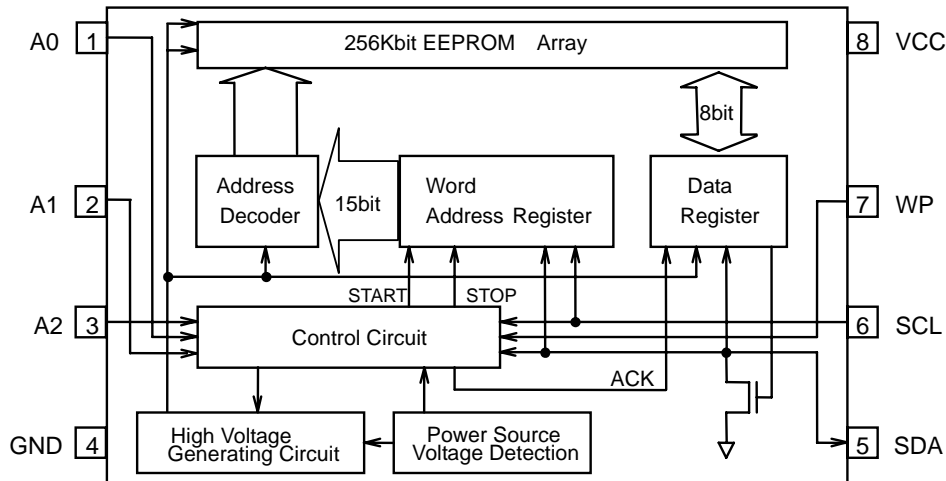 A0 1
256Kbit EEPROM Array
8 VCC
8bit
A1 2
Address
Decoder
15bit
Word
Address Register
Data
Register
7 WP
START STOP
A2 3
Control Circuit
6 SCL
ACK
GND 4
High Voltage
Generating Circuit
Power Source
Voltage Detection
5 SDA